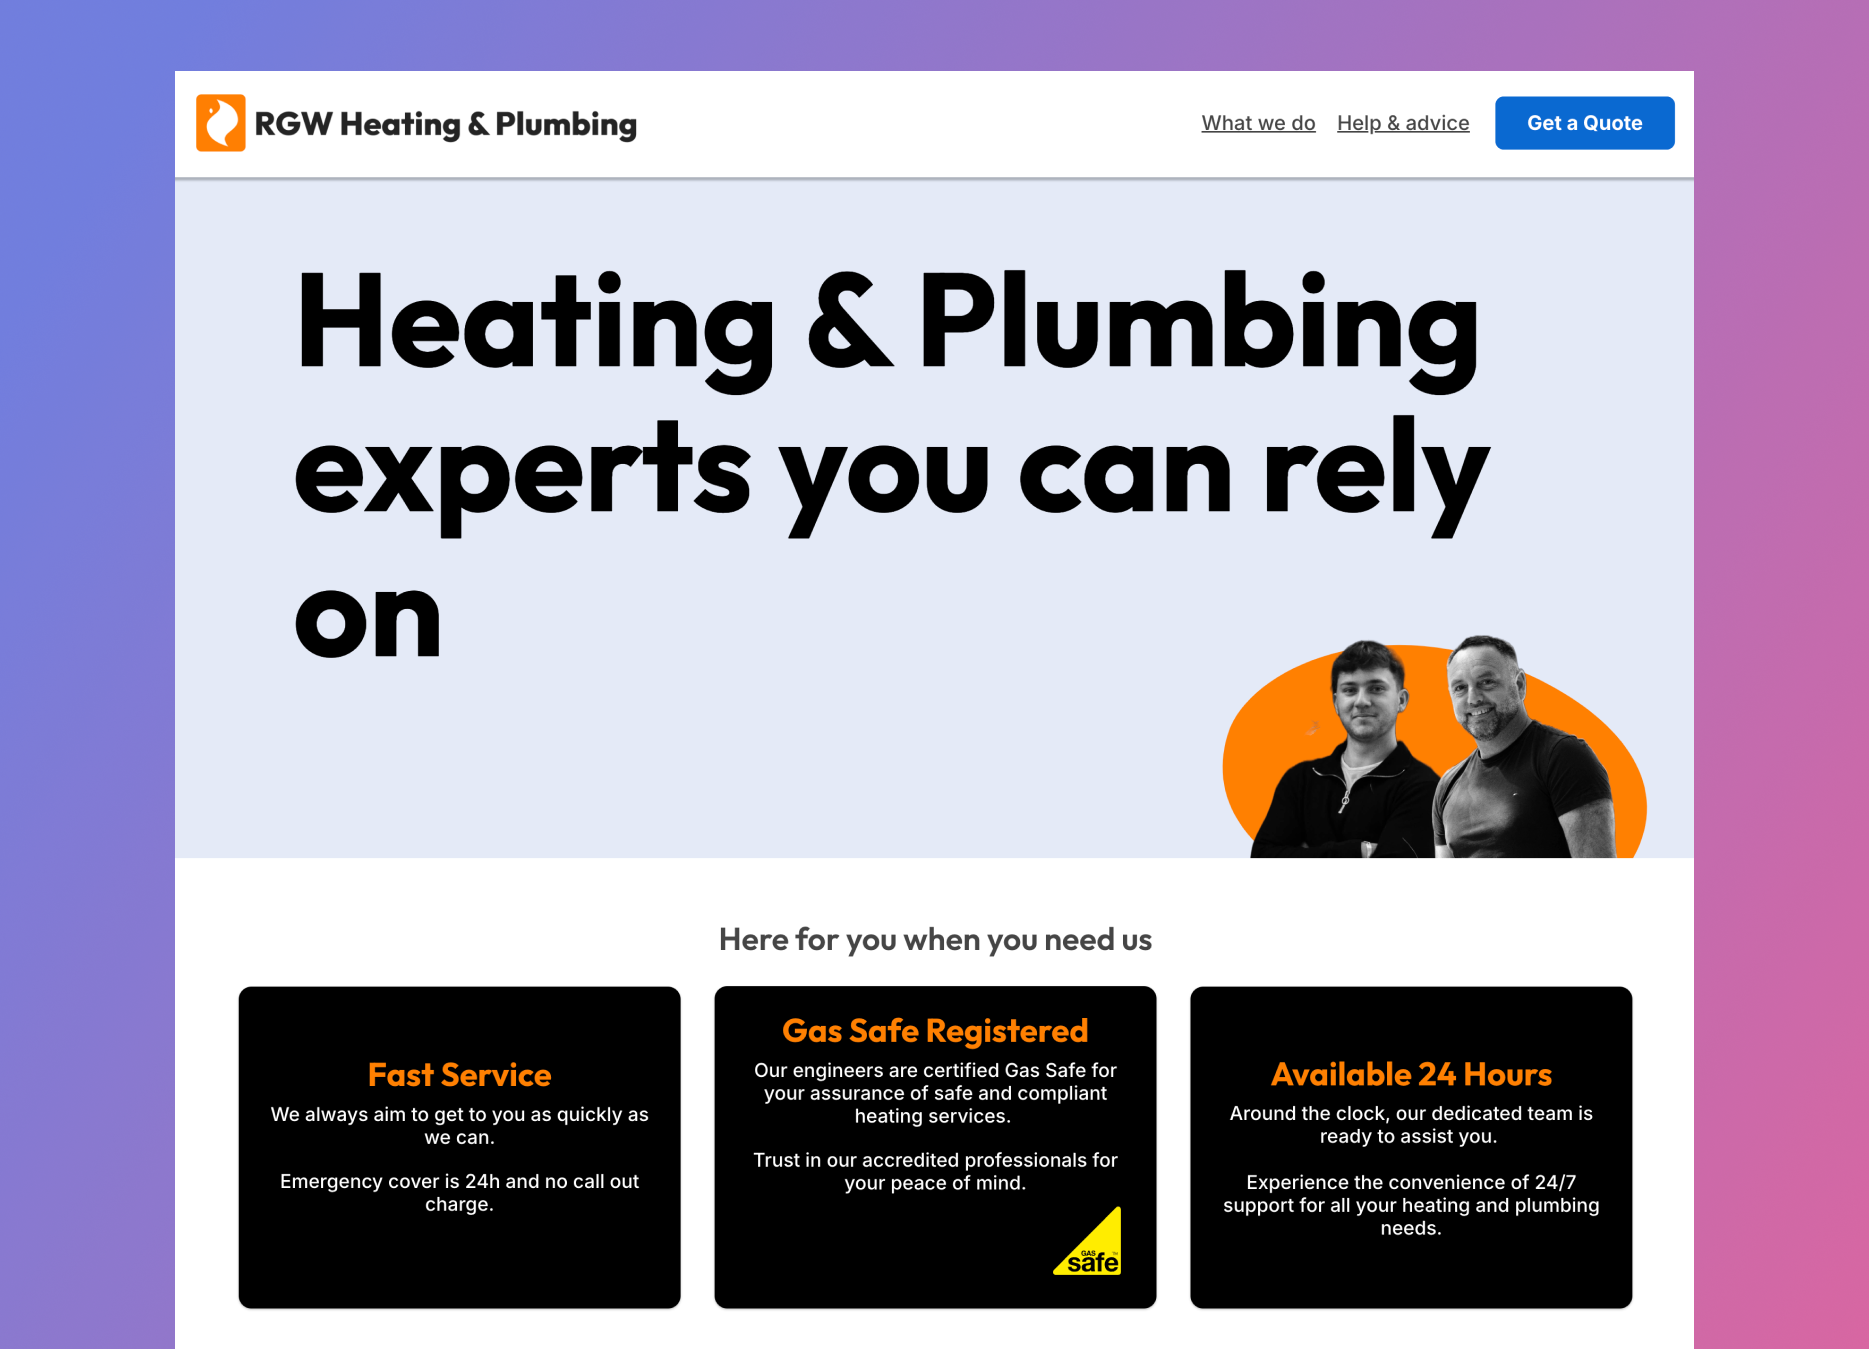 RGW Heating & Plumbing
What we do
Help & advice
Get a Quote
Heating & Plumbing
experts you can rely
on
Here for you when you need us
Fast Service
We always aim to get to you as quickly as
we can.
Emergency cover is 24h and no call out
charge.
Gas Safe Registered
Our engineers are certified Gas Safe for
your assurance of safe and compliant
heating services.
Trust in our accredited professionals for
your peace of mind.
GAS
safe
™
Available 24 Hours
Around the clock, our dedicated team is
ready to assist you.
Experience the convenience of 24/7
support for all your heating and plumbing
needs.